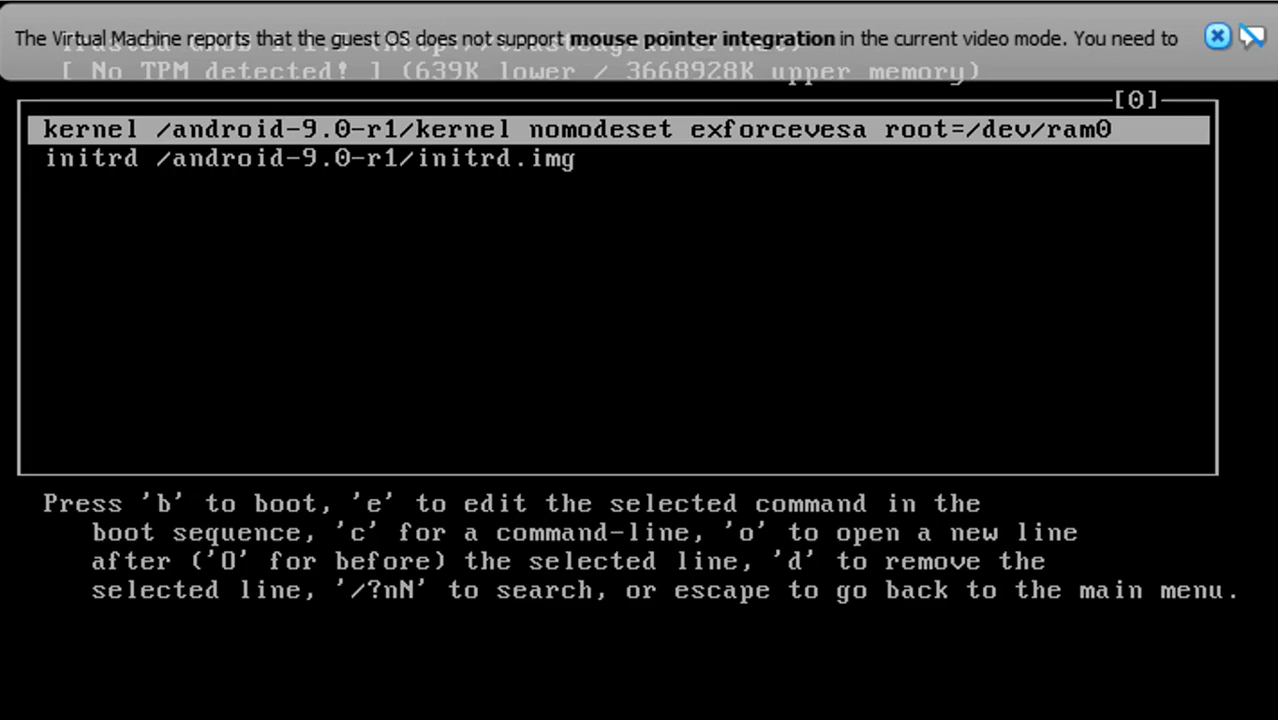 The Virtual Machine reports that the guest OS does not support mouse pointer integration in the current video mode. You need to
[ No TPM detected! ] (639K lower / 3668928K upper memory)
[0]
kernel /android-9.0-r1/kernel nomodeset exforcevesa root=/dev/ram0
initrd /android-9.0-r1/initrd.img
Press 'b' to boot, 'e' to edit the selected command in the
boot sequence, 'c' for a command-line, 'o' to open a new line
after ('O' for before) the selected line, 'd' to remove the
selected line, '/?nN' to search, or escape to go back to the main menu.